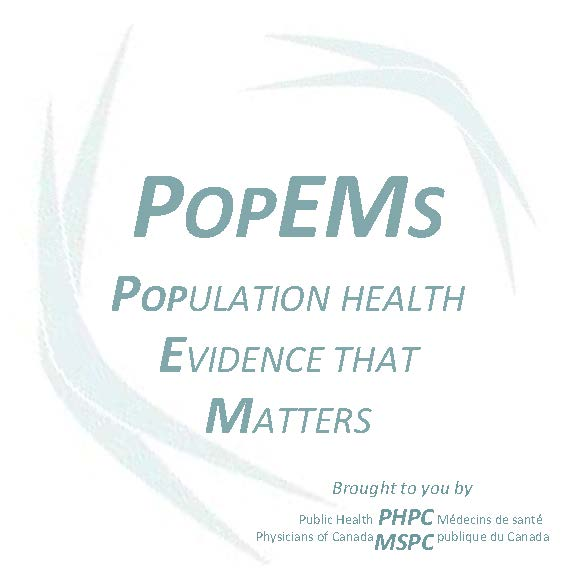 POPEMS
POPULATION HEALTH
EVIDENCE THAT
MATTERS
Brought to you by
Public Health PHPC Médecins de santé
Physicians of Canada MSPC publique du Canada